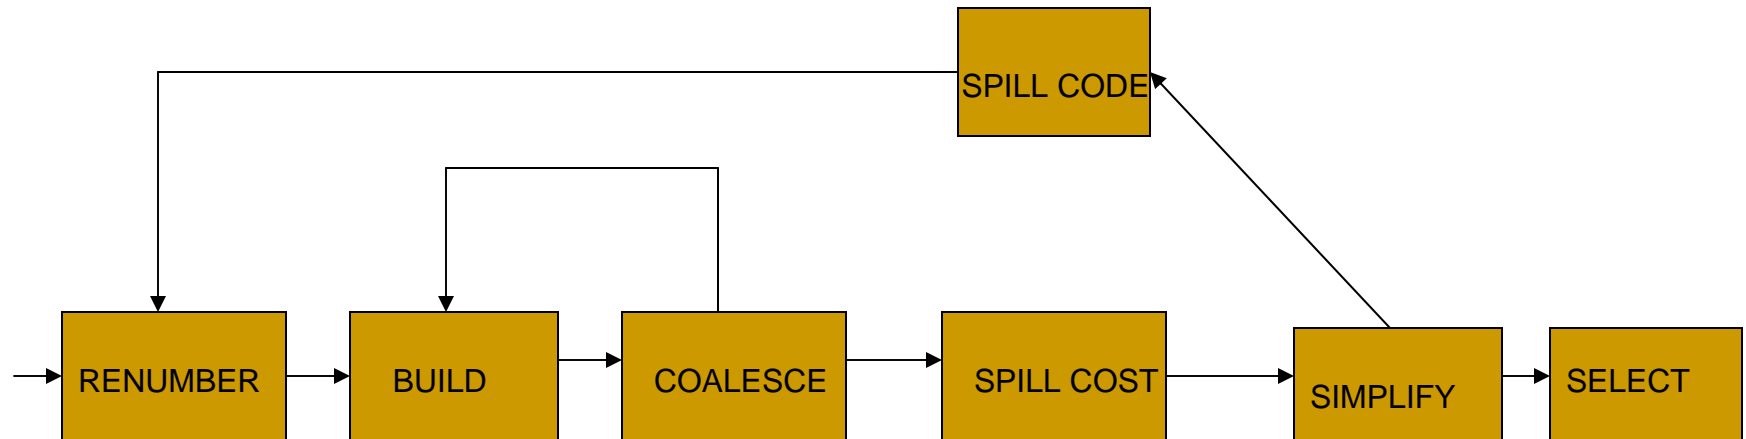 SPILL CODE
RENUMBER
BUILD
COALESCE
SPILL COST
SIMPLIFY
SELECT